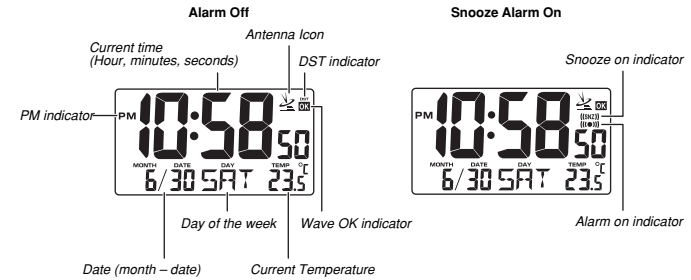 Alarm Off
Snooze Alarm On
Antenna Icon
Current time
(Hour, minutes, seconds)
DST indicator
Snooze on indicator
PM indicator
PM 10:58 50
DST
OK
MONTH DATE DAY TEMP
6/30 SAT 23.5 °C
PM 10:58 50
OK
((SNZ))
MONTH DATE DAY TEMP
6/30 SAT 23.5 °C
Day of the week
Wave OK indicator
Alarm on indicator
Date (month – date)
Current Temperature